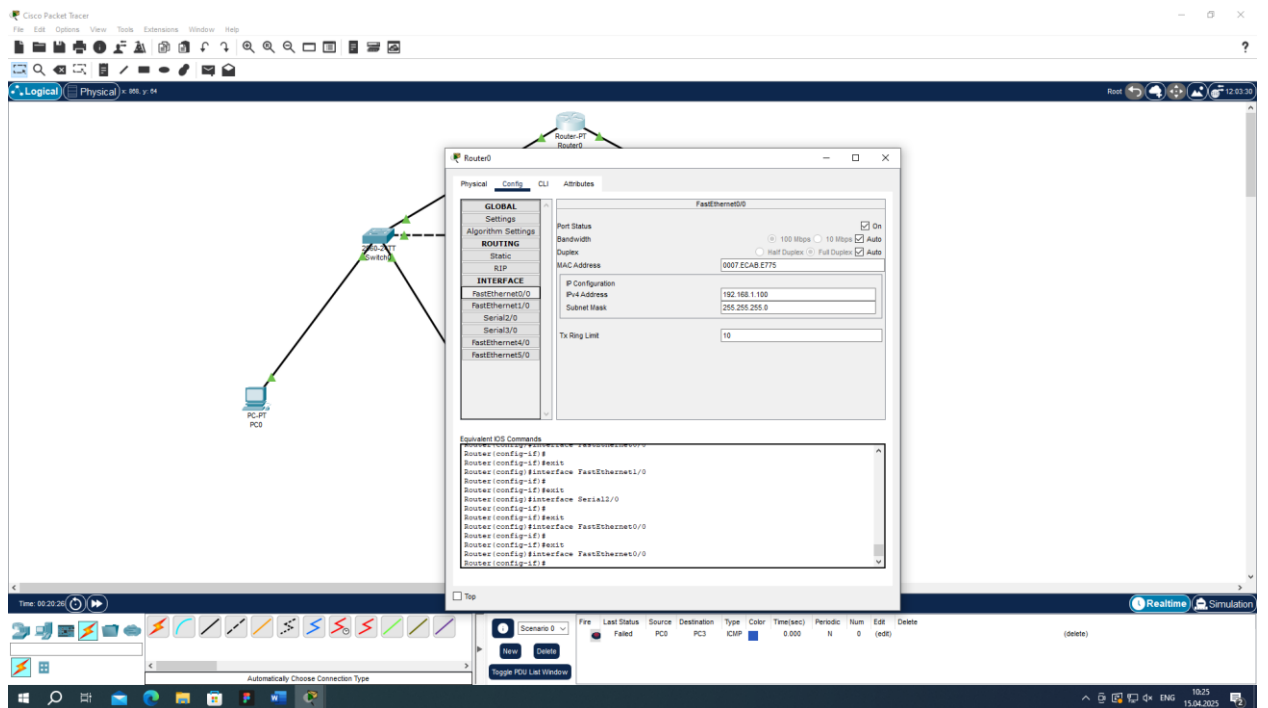 Cisco Packet Tracer
File Edit Options View Tools Extensions Window Help
?
Logical Physical x: 868, y: 84 Root 12:03:30
Router-PT
Router0
Router0
Physical Config CLI Attributes
GLOBAL
Settings
Algorithm Settings
ROUTING
Static
RIP
INTERFACE
FastEthernet0/0
FastEthernet1/0
Serial2/0
Serial3/0
FastEthernet4/0
FastEthernet5/0
FastEthernet0/0
Port Status On
Bandwidth 100 Mbps 10 Mbps Auto
Duplex Half Duplex Full Duplex Auto
MAC Address 0007.ECAB.E775
IP Configuration
IPv4 Address 192.168.1.100
Subnet Mask 255.255.255.0
Tx Ring Limit 10
PC-PT
PC0
Equivalent IOS Commands
Router(config)#interface FastEthernet0/0
Router(config-if)#
Router(config-if)#exit
Router(config)#interface FastEthernet1/0
Router(config-if)#
Router(config-if)#exit
Router(config)#interface Serial2/0
Router(config-if)#
Router(config-if)#exit
Router(config)#interface FastEthernet0/0
Router(config-if)#
Router(config-if)#exit
Router(config)#interface FastEthernet0/0
Router(config-if)#
Top
Time: 00:20:26 Realtime Simulation
Scenario 0
New Delete
Toggle PDU List Window
Fire Last Status Source Destination Type Color Time(sec) Periodic Num Edit Delete
Failed PC0 PC3 ICMP 0.000 N 0 (edit) (delete)
Automatically Choose Connection Type
ENG 10:25
15.04.2025